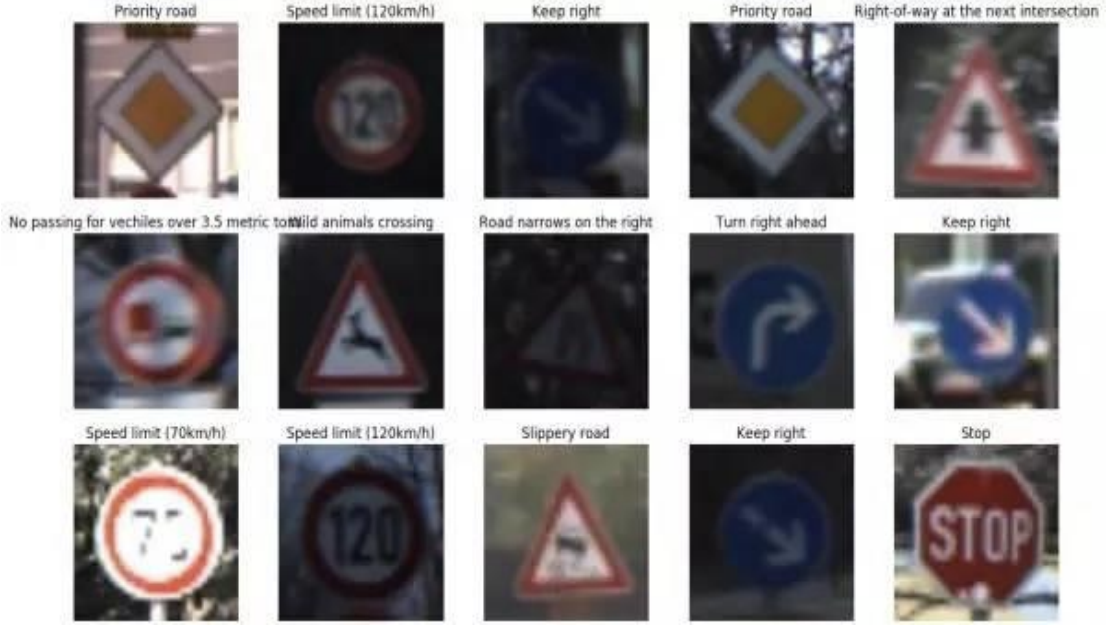 Priority road
Speed limit (120km/h)
Keep right
Priority road
Right-of-way at the next intersection
120
No passing for vechiles over 3.5 metric tons
Wild animals crossing
Road narrows on the right
Turn right ahead
Keep right
Speed limit (70km/h)
Speed limit (120km/h)
Slippery road
Keep right
Stop
120
STOP